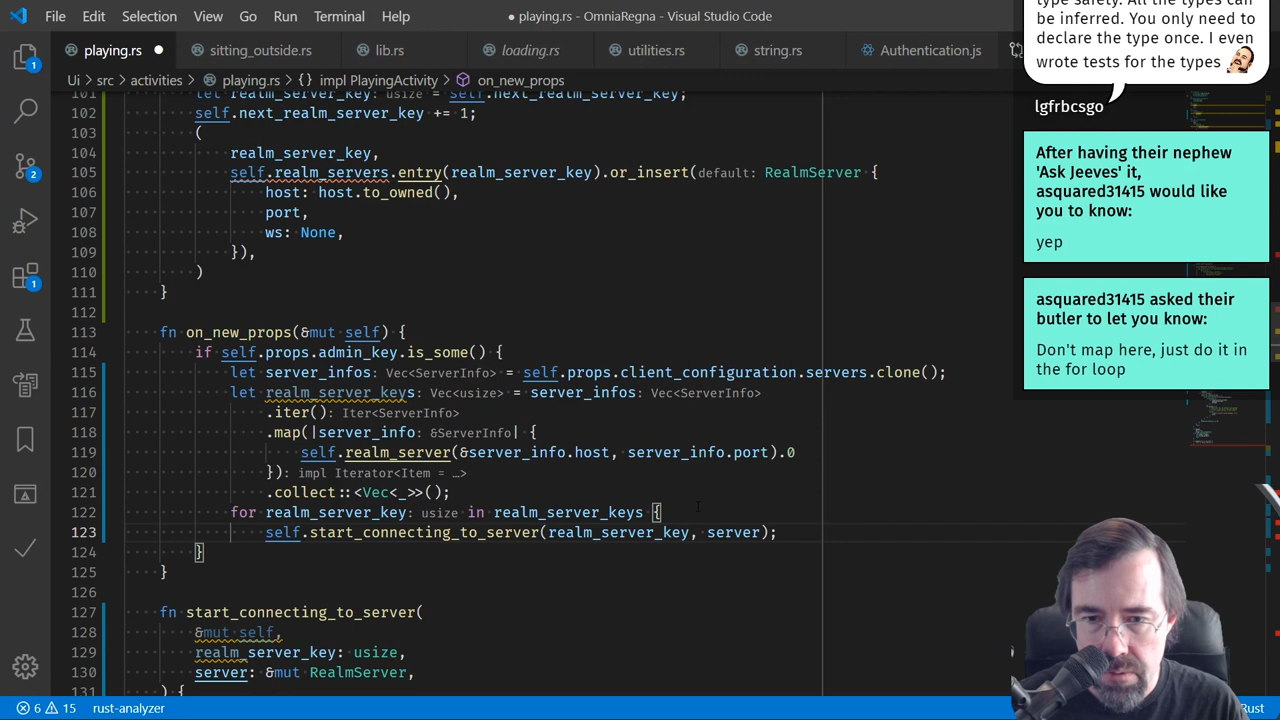 File Edit Selection View Go Run Terminal Help
● playing.rs - OmniaRegna - Visual Studio Code
playing.rs sitting_outside.rs lib.rs loading.rs utilities.rs string.rs Authentication.js
Ui > src > activities > playing.rs > {} impl PlayingActivity > on_new_props
101 let realm_server_key: usize = self.next_realm_server_key;
102 self.next_realm_server_key += 1;
103 (
104 realm_server_key,
105 self.realm_servers.entry(realm_server_key).or_insert(default: RealmServer {
106 host: host.to_owned(),
107 port,
108 ws: None,
109 }),
110 )
111 }
112
113 fn on_new_props(&mut self) {
114 if self.props.admin_key.is_some() {
115 let server_infos: Vec<ServerInfo> = self.props.client_configuration.servers.clone();
116 let realm_server_keys: Vec<usize> = server_infos: Vec<ServerInfo>
117 .iter(): Iter<ServerInfo>
118 .map(|server_info: &ServerInfo| {
119 self.realm_server(&server_info.host, server_info.port).0
120 }): impl Iterator<Item = …>
121 .collect::<Vec<_>>();
122 for realm_server_key: usize in realm_server_keys {
123 self.start_connecting_to_server(realm_server_key, server);
124 }
125 }
126
127 fn start_connecting_to_server(
128 &mut self,
129 realm_server_key: usize,
130 server: &mut RealmServer,
131 ) {
type safety. All the types can
be inferred. You only need to
declare the type once. I even
wrote tests for the types
lgfrbcsgo
After having their nephew
'Ask Jeeves' it,
asquared31415 would like
you to know:
yep
asquared31415 asked their
butler to let you know:
Don't map here, just do it in
the for loop
1
2
1
6 15 rust-analyzer
Rust